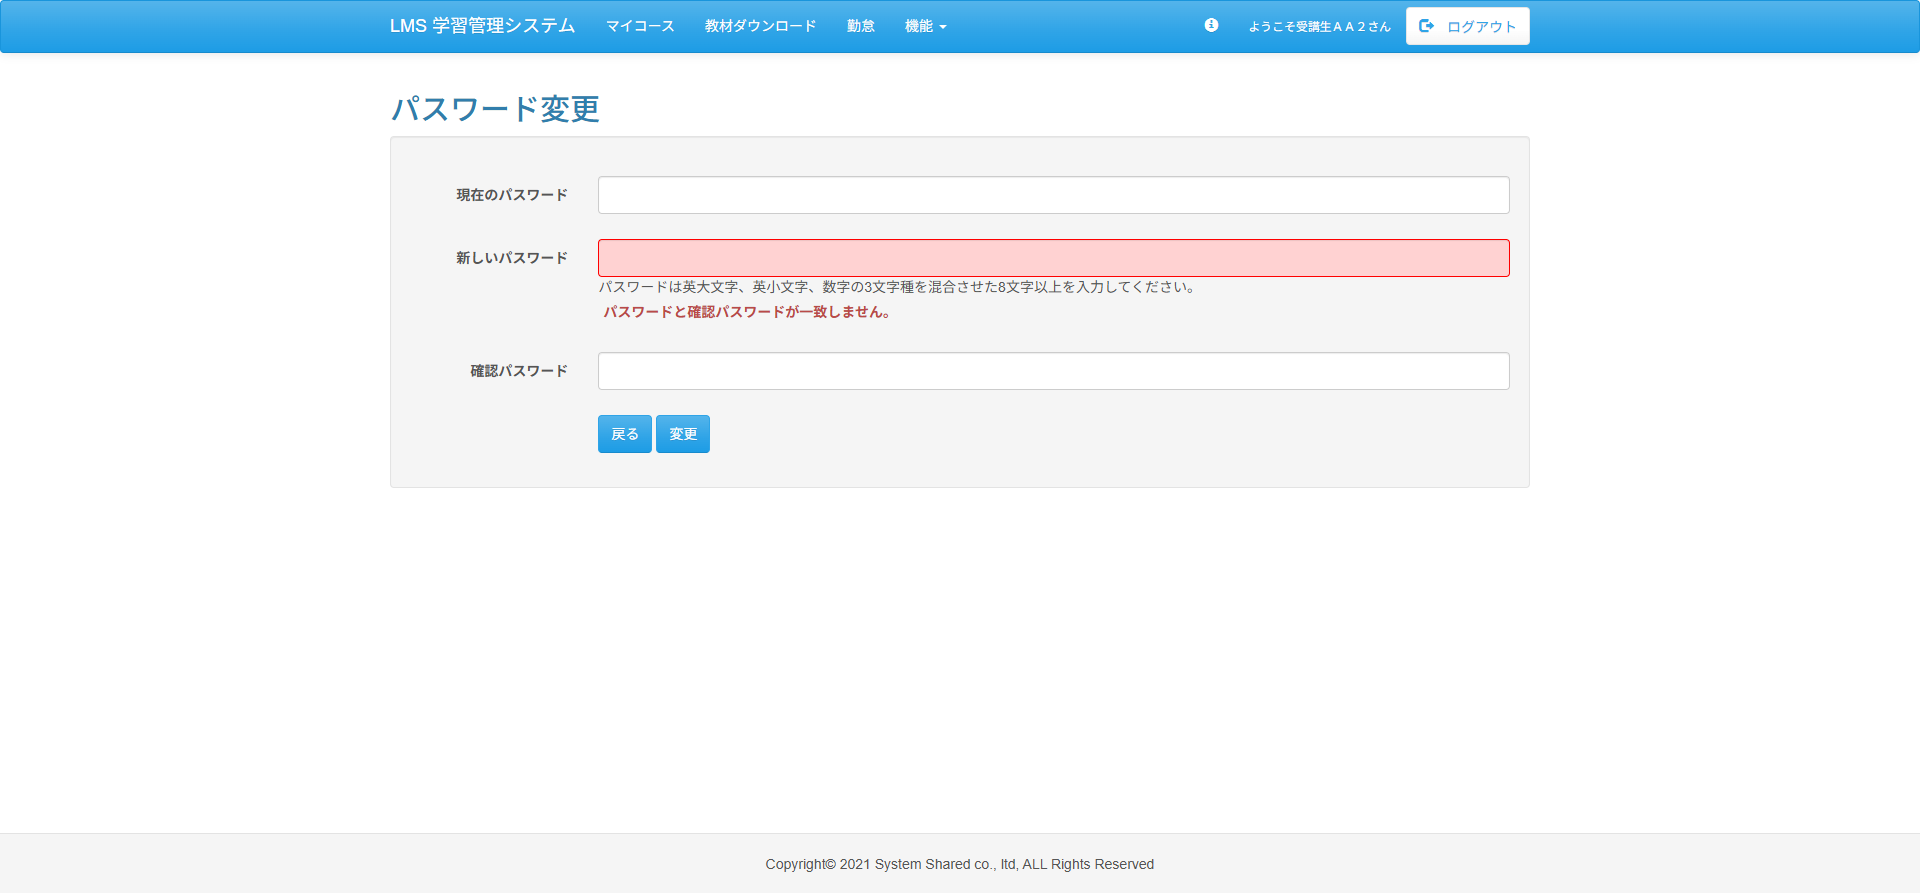 LMS 学習管理システム マイコース 教材ダウンロード 勤怠 機能 ようこそ受講生ＡＡ２さん ログアウト
パスワード変更
現在のパスワード
新しいパスワード
パスワードは英大文字、英小文字、数字の3文字種を混合させた8文字以上を入力してください。
パスワードと確認パスワードが一致しません。
確認パスワード
戻る 変更
Copyright© 2021 System Shared co., ltd, ALL Rights Reserved